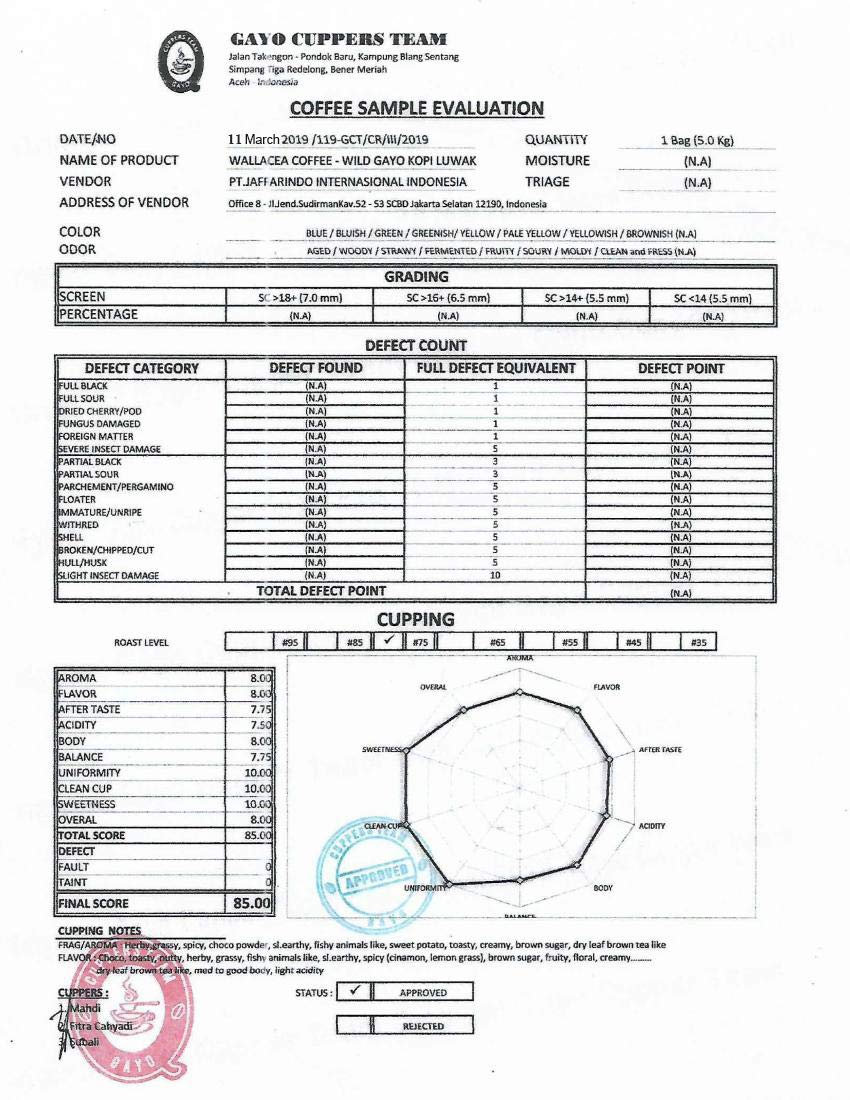 CUPPERS TEAM
GAYO
GAYO CUPPERS TEAM
Jalan Takengon - Pondok Baru, Kampung Blang Sentang
Simpang Tiga Redelong, Bener Meriah
Aceh - Indonesia
COFFEE SAMPLE EVALUATION
DATE/NO 11 March 2019 /119-GCT/CR/III/2019 QUANTITY 1 Bag (5.0 Kg)
NAME OF PRODUCT WALLACEA COFFEE - WILD GAYO KOPI LUWAK MOISTURE (N.A)
VENDOR PT.JAFFARINDO INTERNASIONAL INDONESIA TRIAGE (N.A)
ADDRESS OF VENDOR Office 8 - Jl.Jend.SudirmanKav.52 - 53 SCBD Jakarta Selatan 12190, Indonesia
COLOR BLUE / BLUISH / GREEN / GREENISH/ YELLOW / PALE YELLOW / YELLOWISH / BROWNISH (N.A)
ODOR AGED / WOODY / STRAWY / FERMENTED / FRUITY / SOURY / MOLDY / CLEAN and FRESS (N.A)
GRADING
SCREEN SC >18+ (7.0 mm) SC >16+ (6.5 mm) SC >14+ (5.5 mm) SC <14 (5.5 mm)
PERCENTAGE (N.A) (N.A) (N.A) (N.A)
DEFECT COUNT
DEFECT CATEGORY DEFECT FOUND FULL DEFECT EQUIVALENT DEFECT POINT
FULL BLACK (N.A) 1 (N.A)
FULL SOUR (N.A) 1 (N.A)
DRIED CHERRY/POD (N.A) 1 (N.A)
FUNGUS DAMAGED (N.A) 1 (N.A)
FOREIGN MATTER (N.A) 1 (N.A)
SEVERE INSECT DAMAGE (N.A) 5 (N.A)
PARTIAL BLACK (N.A) 3 (N.A)
PARTIAL SOUR (N.A) 3 (N.A)
PARCHEMENT/PERGAMINO (N.A) 5 (N.A)
FLOATER (N.A) 5 (N.A)
IMMATURE/UNRIPE (N.A) 5 (N.A)
WITHRED (N.A) 5 (N.A)
SHELL (N.A) 5 (N.A)
BROKEN/CHIPPED/CUT (N.A) 5 (N.A)
HULL/HUSK (N.A) 5 (N.A)
SLIGHT INSECT DAMAGE (N.A) 10 (N.A)
TOTAL DEFECT POINT (N.A)
CUPPING
ROAST LEVEL #95 #85 ✓ #75 #65 #55 #45 #35
AROMA 8.00
FLAVOR 8.00
AFTER TASTE 7.75
ACIDITY 7.50
BODY 8.00
BALANCE 7.75
UNIFORMITY 10.00
CLEAN CUP 10.00
SWEETNESS 10.00
OVERAL 8.00
TOTAL SCORE 85.00
DEFECT
FAULT 0
TAINT 0
FINAL SCORE 85.00
AROMA
OVERAL FLAVOR
SWEETNESS AFTER TASTE
CLEAN CUP ACIDITY
UNIFORMITY BODY
BALANCE
CUPPERS TEAM
APPROVED
GAYO
CUPPING NOTES
FRAG/AROMA : Herby,grassy, spicy, choco powder, sl.earthy, fishy animals like, sweet potato, toasty, creamy, brown sugar, dry leaf brown tea like
FLAVOR : Choco, toasty, nutty, herby, grassy, fishy animals like, sl.earthy, spicy (cinamon, lemon grass), brown sugar, fruity, floral, creamy.........
dry leaf brown tea like, med to good body, light acidity
CUPPERS : STATUS : ✓ APPROVED
1. Mahdi
2. Fitra Cahyadi REJECTED
3. Subali
CUPPERS TEAM
GAYO